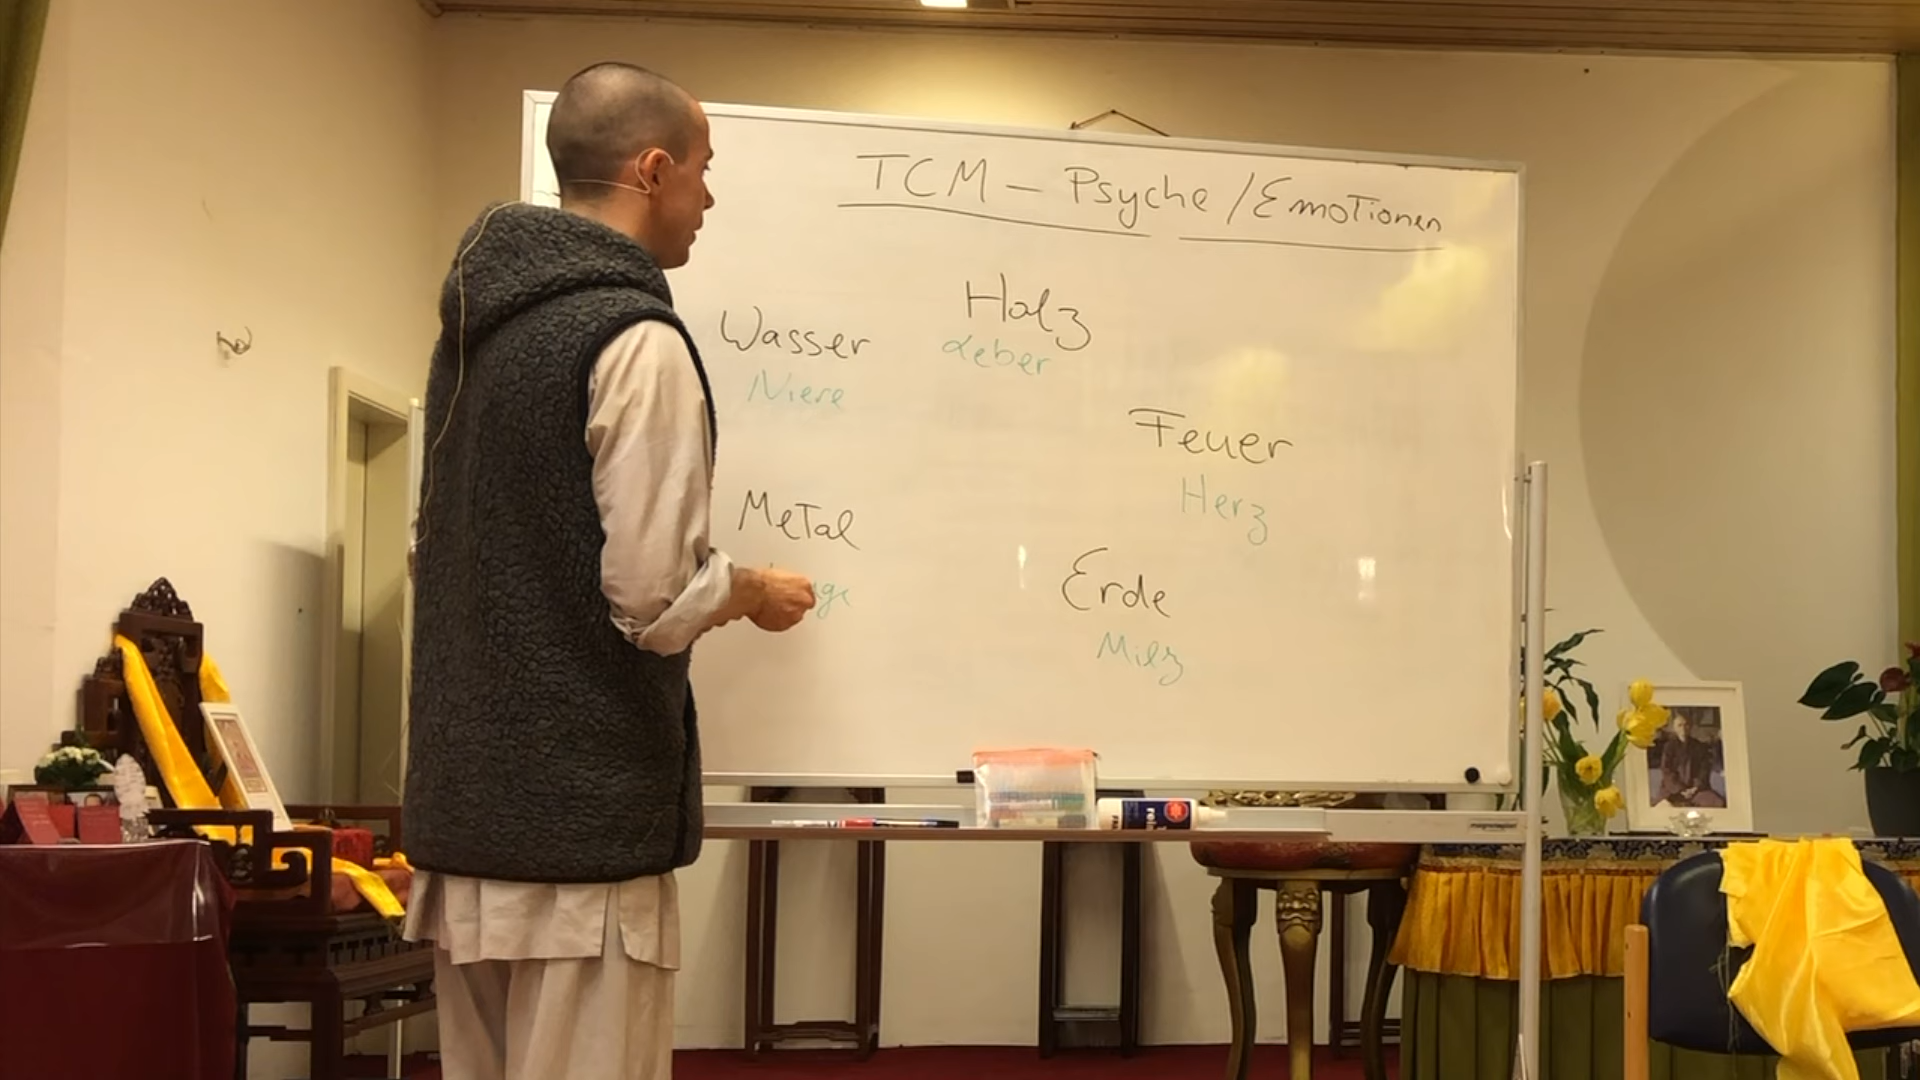 TCM – Psyche / Emotionen
Holz
Leber
Wasser
Niere
Feuer
Herz
Metal
Erde
Milz